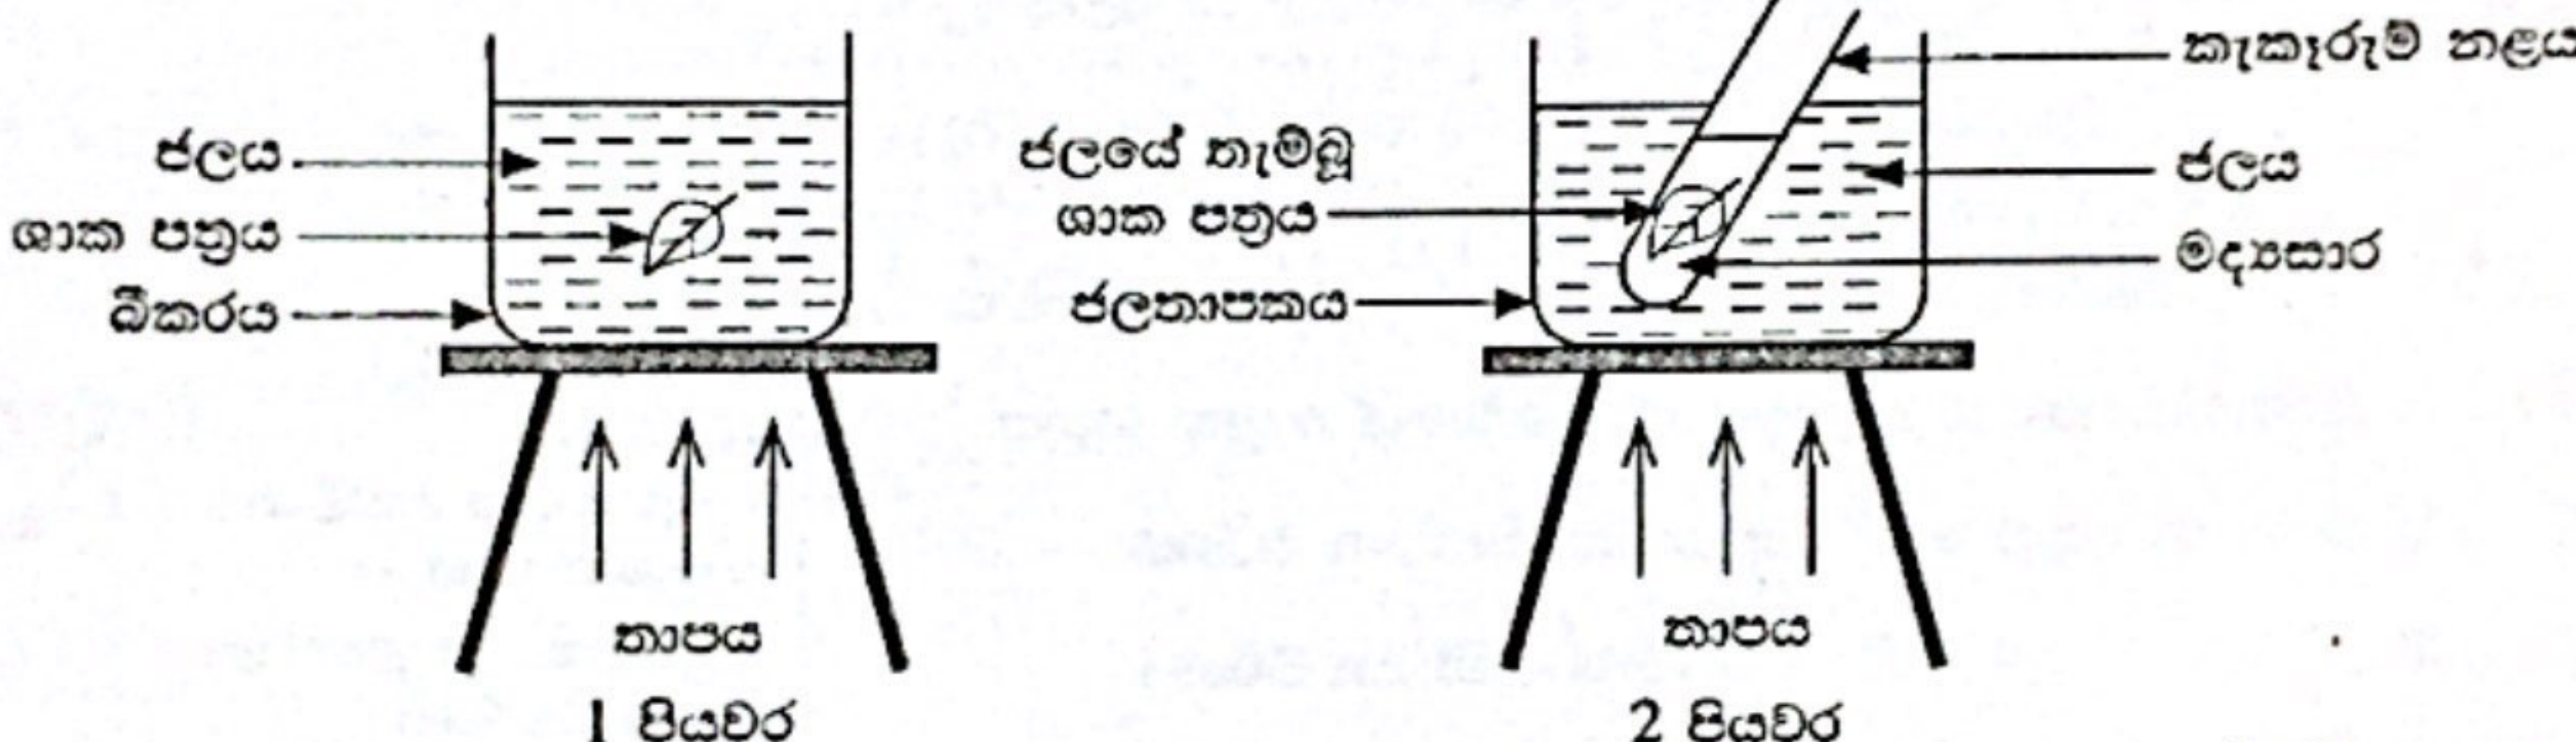 ජලය
ශාක පත්‍රය
බීකරය
තාපය
1 පියවර
කැකෑරුම් නළය
ජලයේ තැම්බූ
ශාක පත්‍රය
ජලය
මද්‍යසාර
ජලතාපකය
තාපය
2 පියවර